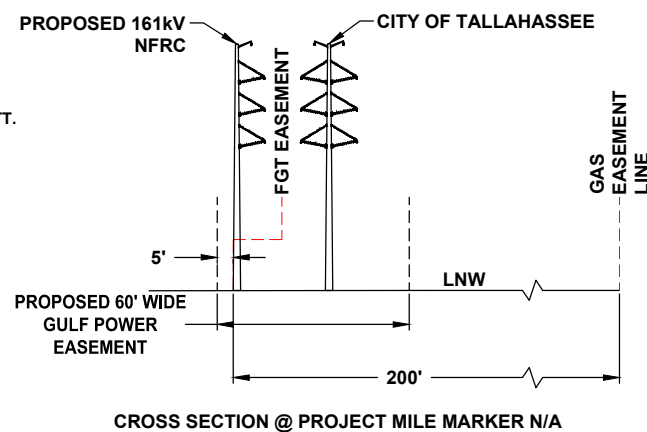 PROPOSED 161kV
NFRC
CITY OF TALLAHASSEE
TT.
FGT EASEMENT
GAS
EASEMENT
LINE
5'
LNW
PROPOSED 60' WIDE
GULF POWER
EASEMENT
200'
CROSS SECTION @ PROJECT MILE MARKER N/A